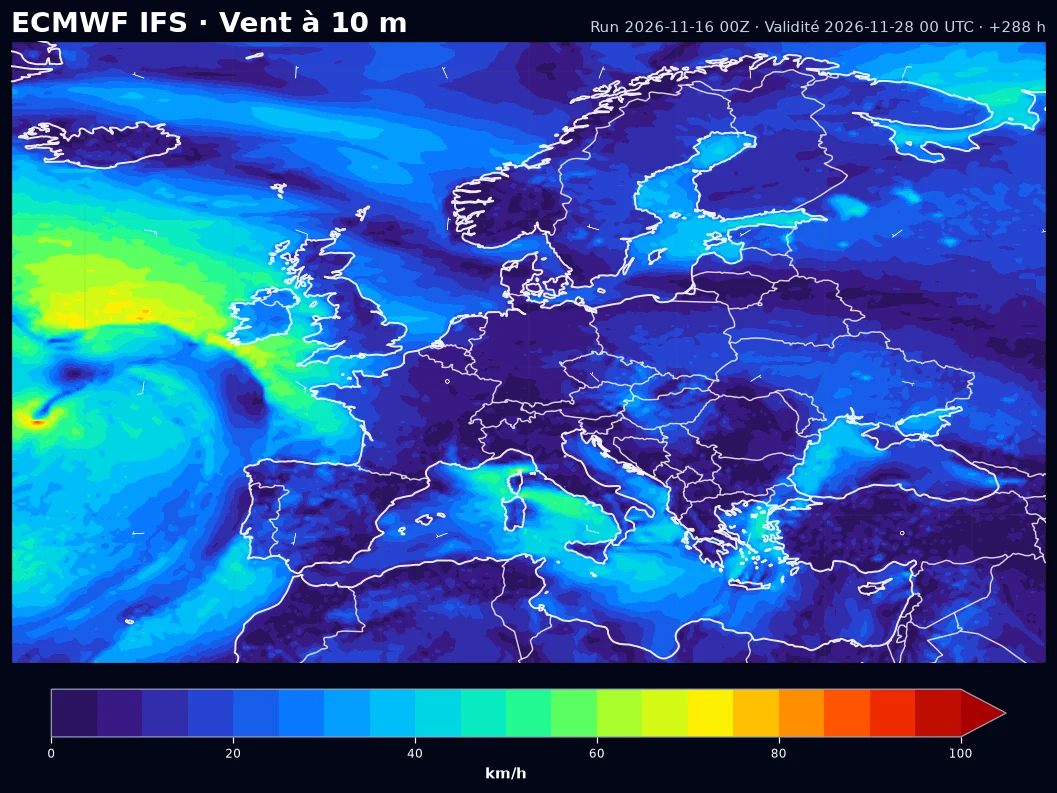 ECMWF IFS · Vent à 10 m
Run 2026-11-16 00Z · Validité 2026-11-28 00 UTC · +288 h
0 20 40 60 80 100
km/h